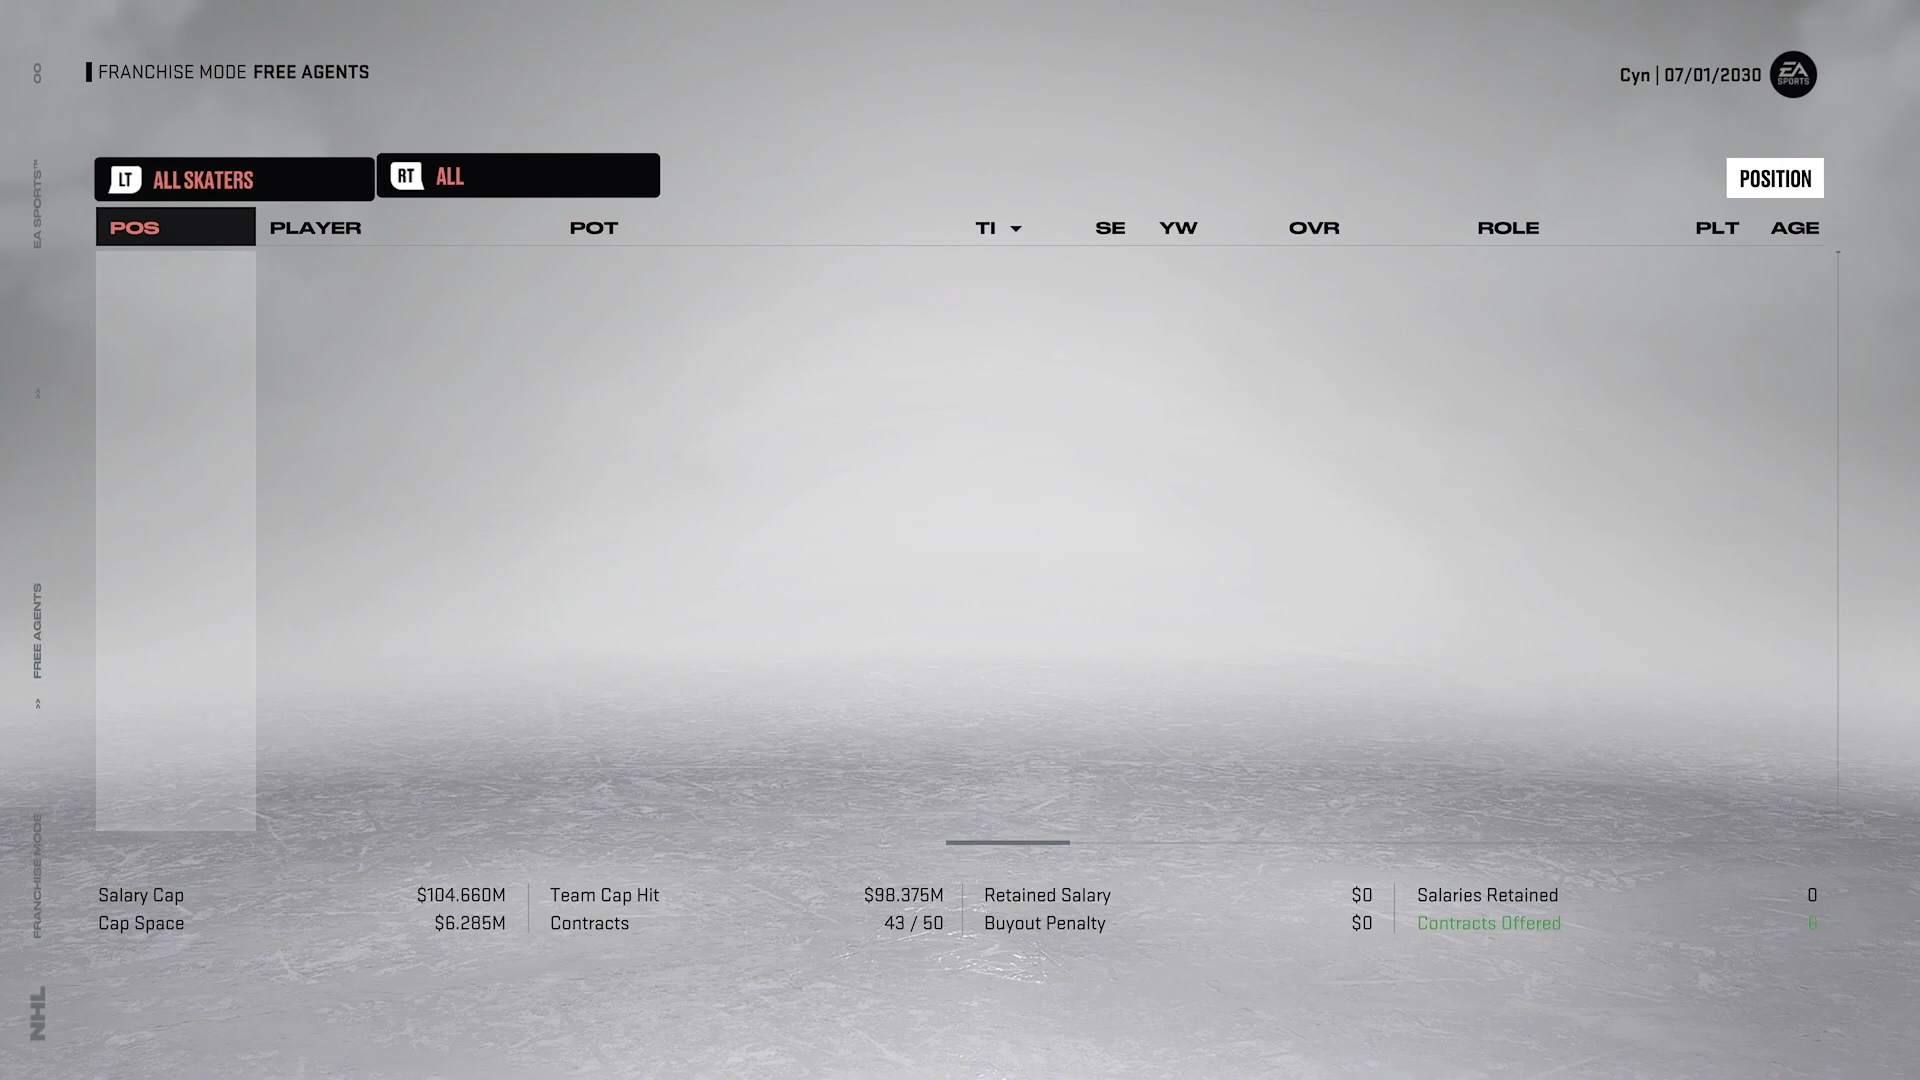 FRANCHISE MODE FREE AGENTS
Cyn | 07/01/2030
EA SPORTS
LT ALL SKATERS
RT ALL
POSITION
POS PLAYER POT TI SE YW OVR ROLE PLT AGE
Salary Cap $104.660M Team Cap Hit $98.375M Retained Salary $0 Salaries Retained 0
Cap Space $6.285M Contracts 43 / 50 Buyout Penalty $0 Contracts Offered 6
NHL FRANCHISE MODE >> FREE AGENTS >> EA SPORTS™